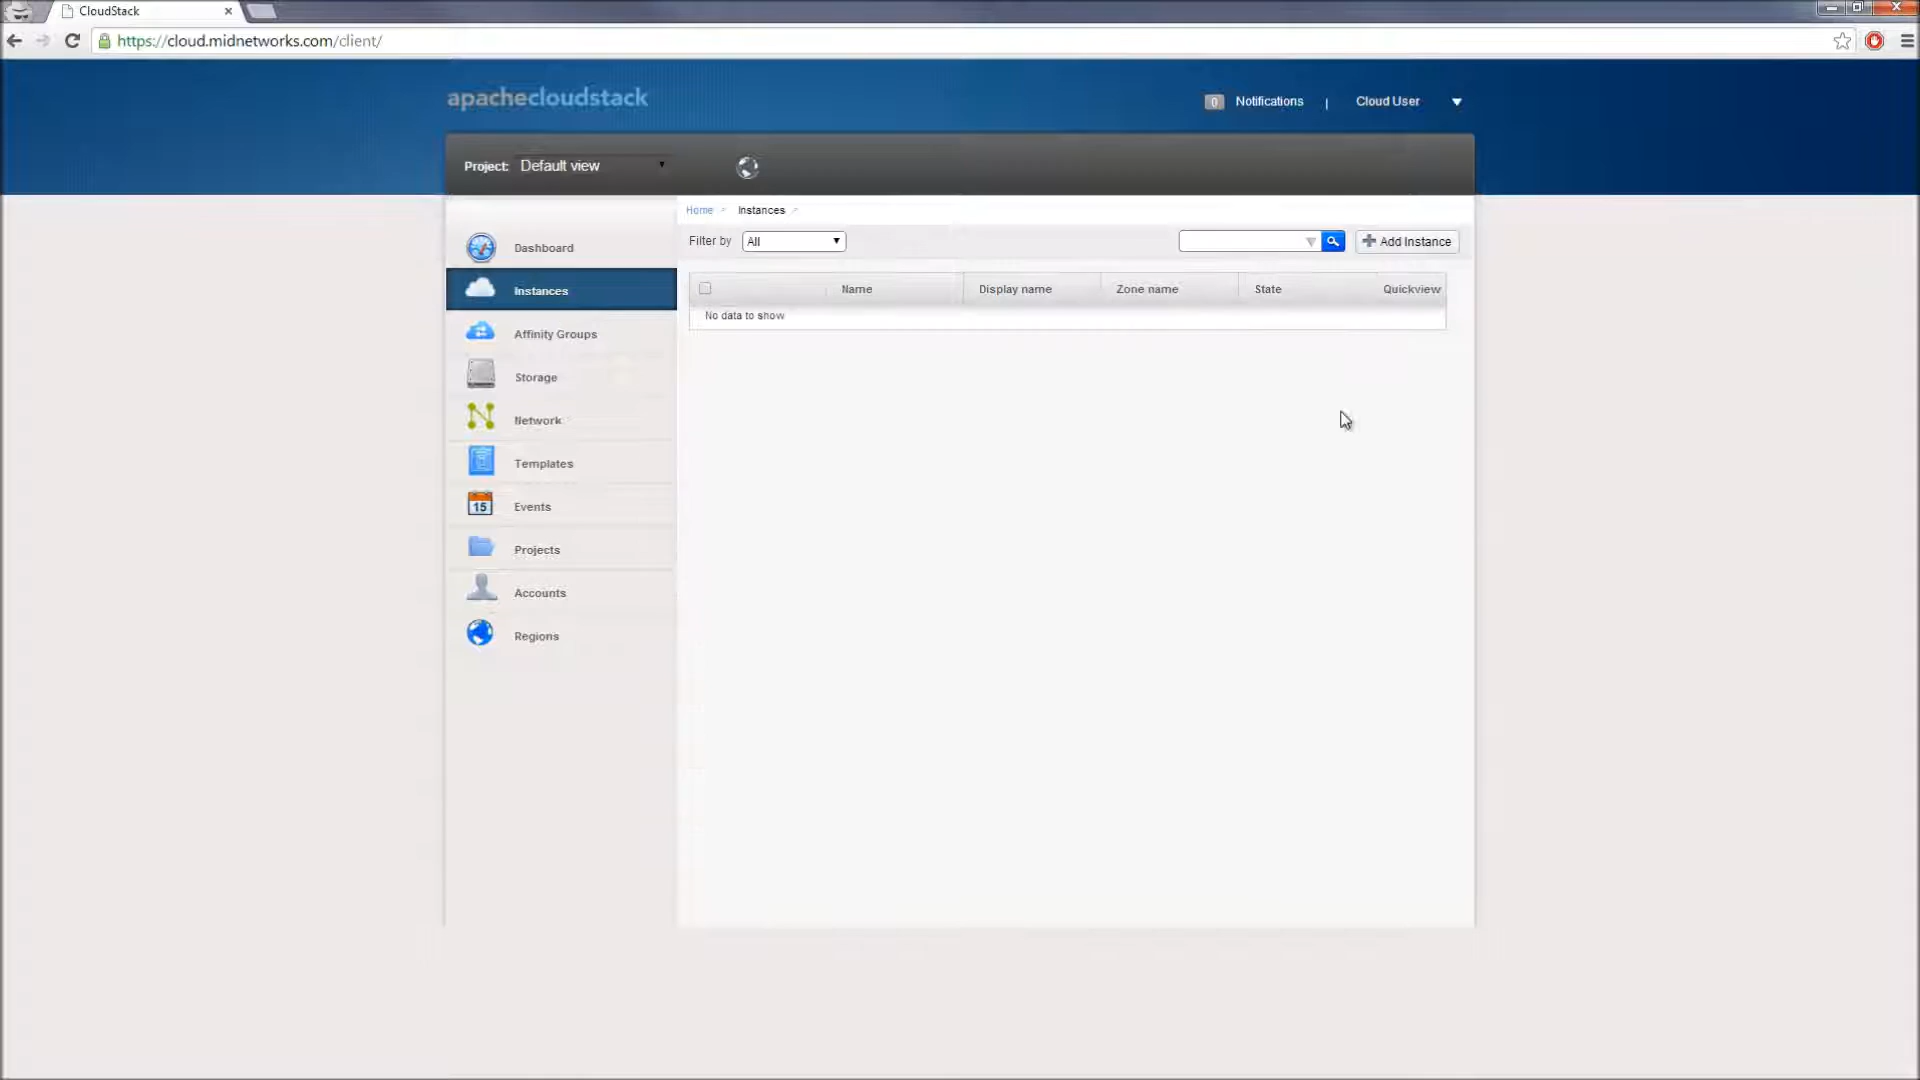 CloudStack
https://cloud.midnetworks.com/client/
apachecloudstack
0 Notifications | Cloud User
Project: Default view
Home Instances
Filter by All Add Instance
Name Display name Zone name State Quickview
No data to show
Dashboard
Instances
Affinity Groups
Storage
Network
Templates
15 Events
Projects
Accounts
Regions